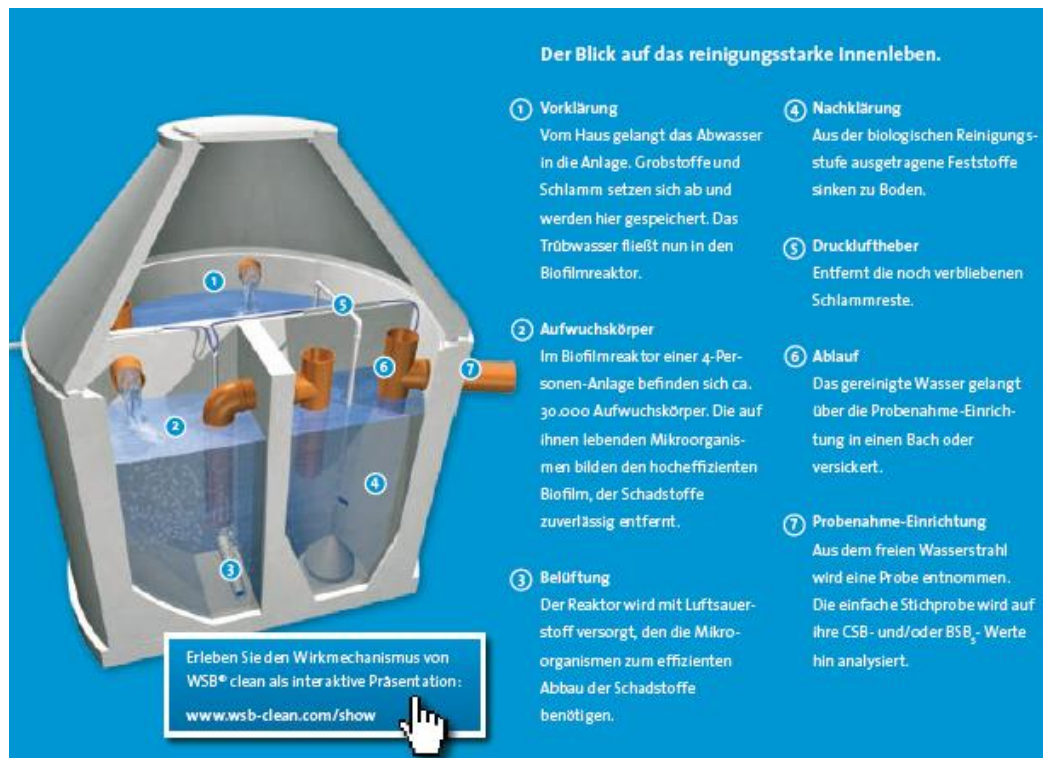 Der Blick auf das reinigungsstarke Innenleben.
1 Vorklärung
Vom Haus gelangt das Abwasser
in die Anlage. Grobstoffe und
Schlamm setzen sich ab und
werden hier gespeichert. Das
Trübwasser fließt nun in den
Biofilmreaktor.
2 Aufwuchskörper
Im Biofilmreaktor einer 4-Per-
sonen-Anlage befinden sich ca.
30.000 Aufwuchskörper. Die auf
ihnen lebenden Mikroorganis-
men bilden den hocheffizienten
Biofilm, der Schadstoffe
zuverlässig entfernt.
3 Belüftung
Der Reaktor wird mit Luftsauer-
stoff versorgt, den die Mikro-
organismen zum effizienten
Abbau der Schadstoffe
benötigen.
4 Nachklärung
Aus der biologischen Reinigungs-
stufe ausgetragene Feststoffe
sinken zu Boden.
5 Druckluftheber
Entfernt die noch verbliebenen
Schlammreste.
6 Ablauf
Das gereinigte Wasser gelangt
über die Probenahme-Einrich-
tung in einen Bach oder
versickert.
7 Probenahme-Einrichtung
Aus dem freien Wasserstrahl
wird eine Probe entnommen.
Die einfache Stichprobe wird auf
ihre CSB- und/oder BSB5- Werte
hin analysiert.
1
5
6
7
2
4
3
Erleben Sie den Wirkmechanismus von
WSB® clean als interaktive Präsentation:
www.wsb-clean.com/show